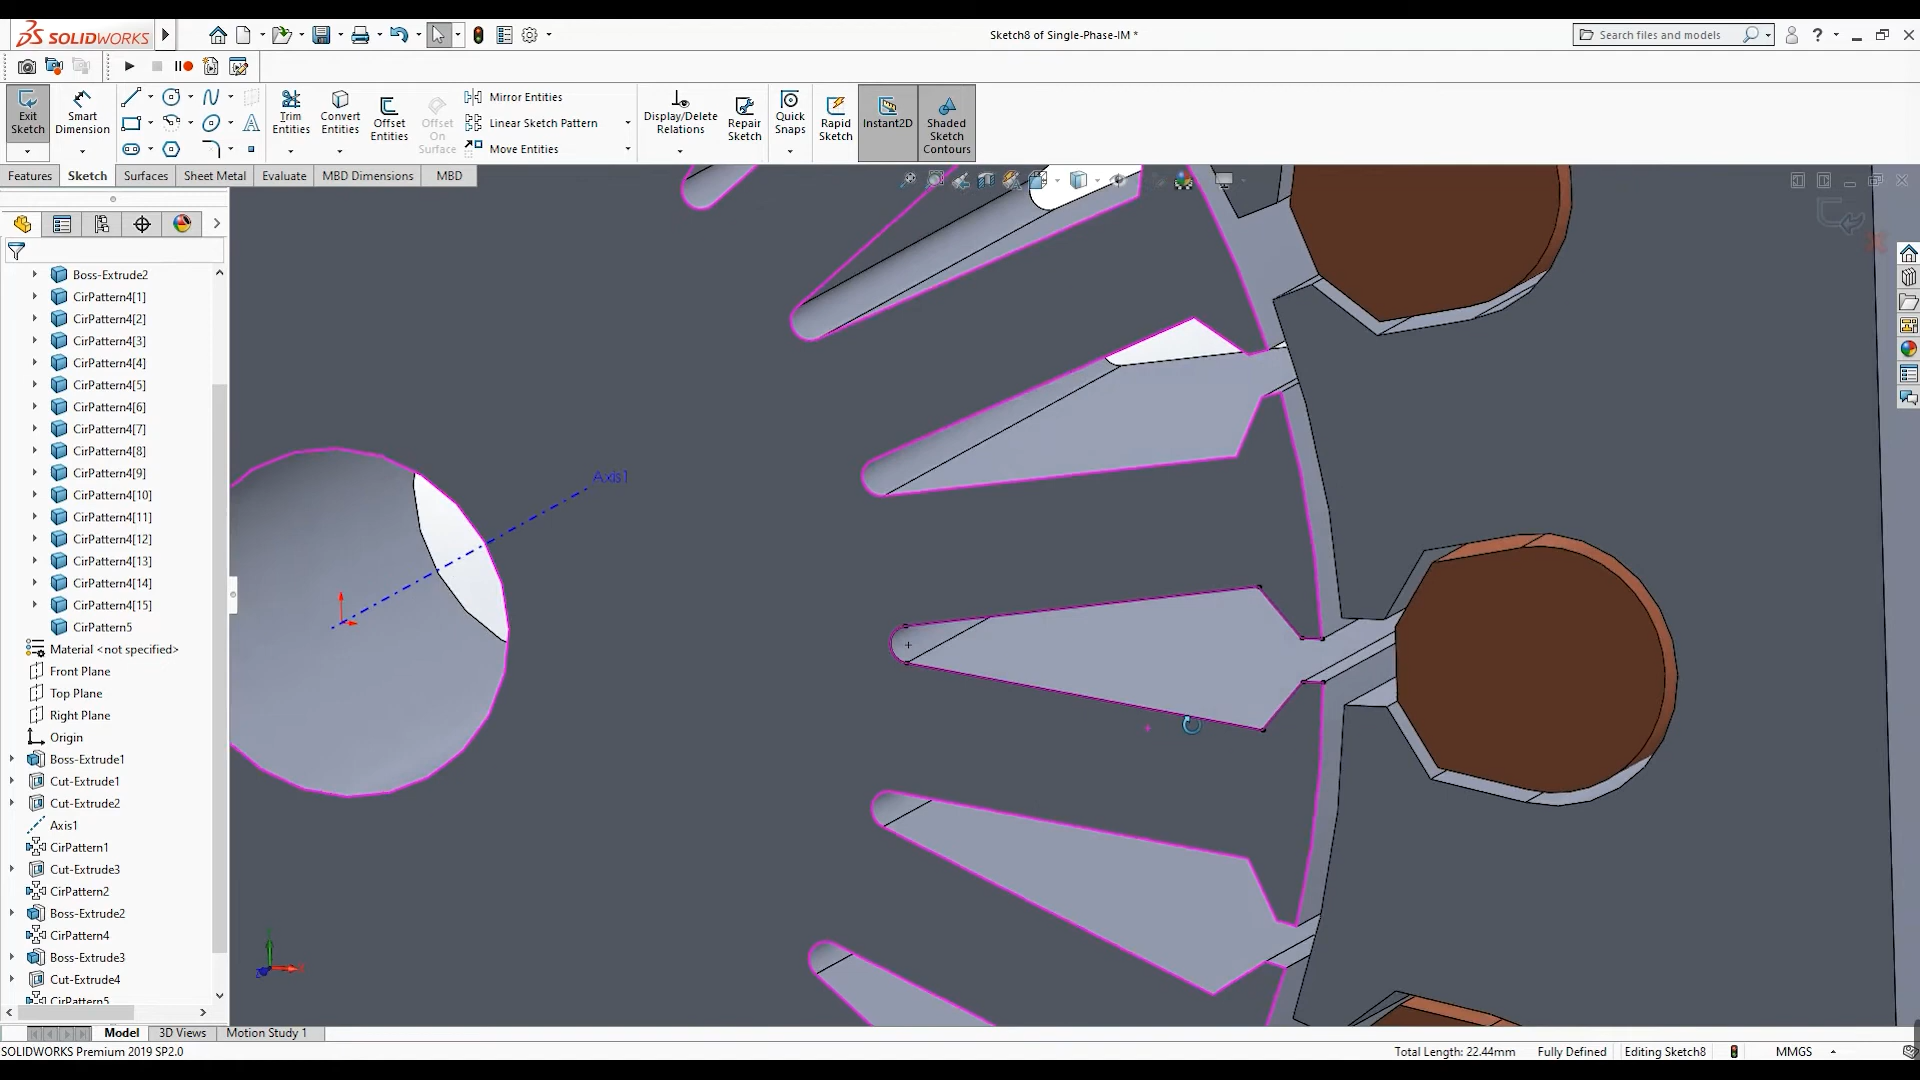 SOLIDWORKS
Sketch8 of Single-Phase-IM *
Search files and models
?
Exit Sketch
Smart Dimension
Trim Entities
Convert Entities
Offset Entities
Offset On Surface
Mirror Entities
Linear Sketch Pattern
Move Entities
Display/Delete Relations
Repair Sketch
Quick Snaps
Rapid Sketch
Instant2D
Shaded Sketch Contours
Features
Sketch
Surfaces
Sheet Metal
Evaluate
MBD Dimensions
MBD
Boss-Extrude2
CirPattern4[1]
CirPattern4[2]
CirPattern4[3]
CirPattern4[4]
CirPattern4[5]
CirPattern4[6]
CirPattern4[7]
CirPattern4[8]
CirPattern4[9]
CirPattern4[10]
CirPattern4[11]
CirPattern4[12]
CirPattern4[13]
CirPattern4[14]
CirPattern4[15]
CirPattern5
Material <not specified>
Front Plane
Top Plane
Right Plane
Origin
Boss-Extrude1
Cut-Extrude1
Cut-Extrude2
Axis1
CirPattern1
Cut-Extrude3
CirPattern2
Boss-Extrude2
CirPattern4
Boss-Extrude3
Cut-Extrude4
CirPattern5
Axis1
Model
3D Views
Motion Study 1
SOLIDWORKS Premium 2019 SP2.0
Total Length: 22.44mm
Fully Defined
Editing Sketch8
MMGS